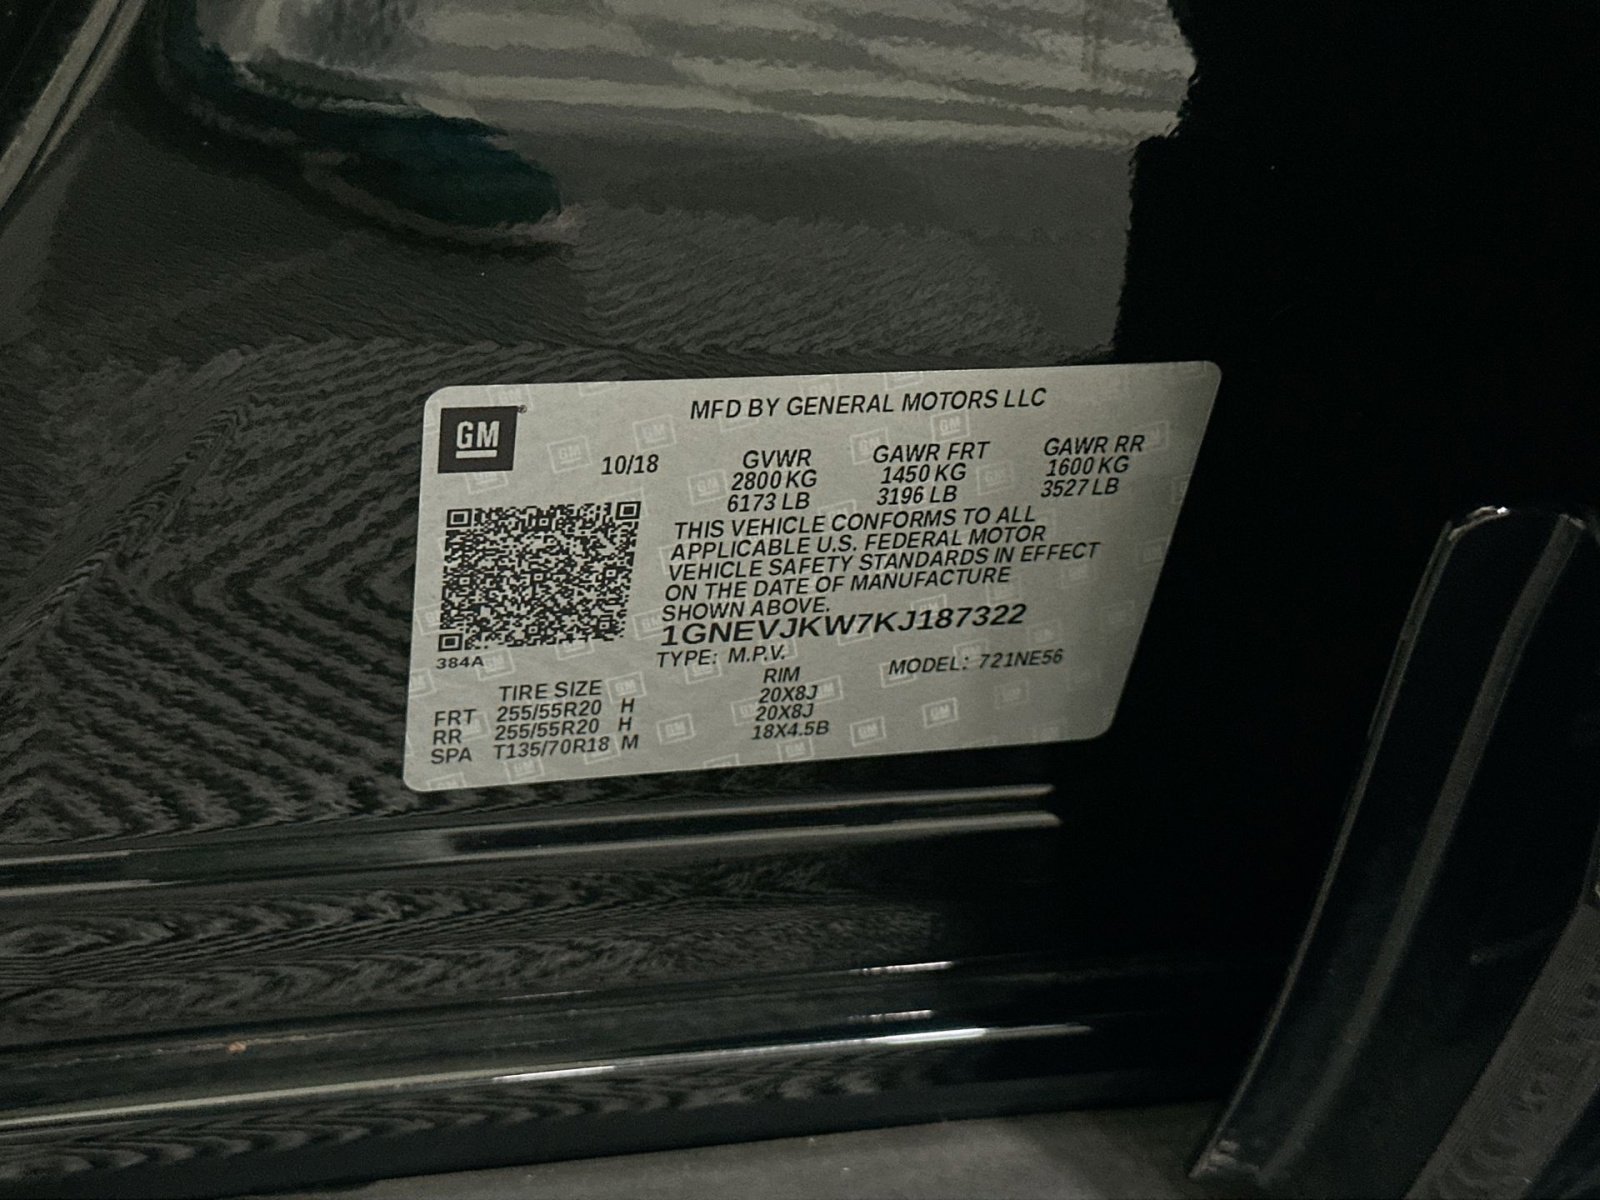 MFD BY GENERAL MOTORS LLC
GM
10/18 GVWR GAWR FRT GAWR RR
2800 KG 1450 KG 1600 KG
6173 LB 3196 LB 3527 LB
THIS VEHICLE CONFORMS TO ALL
APPLICABLE U.S. FEDERAL MOTOR
VEHICLE SAFETY STANDARDS IN EFFECT
ON THE DATE OF MANUFACTURE
SHOWN ABOVE.
1GNEVJKW7KJ187322
384A
TYPE: M.P.V. MODEL: 721NE56
TIRE SIZE RIM
FRT 255/55R20 H 20X8J
RR 255/55R20 H 20X8J
SPA T135/70R18 M 18X4.5B